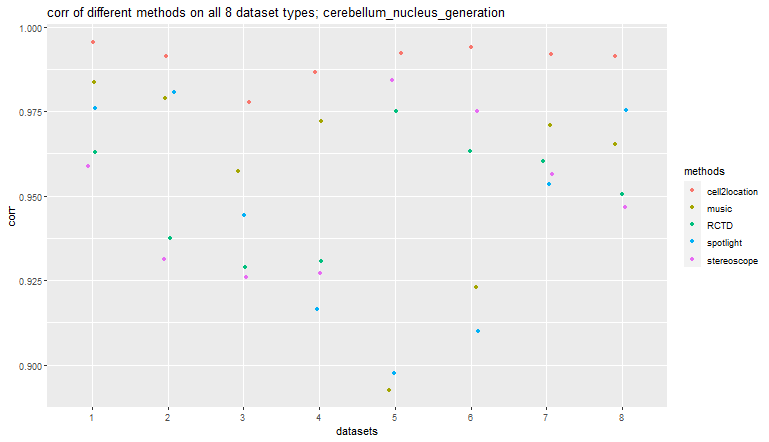 corr of different methods on all 8 dataset types; cerebellum_nucleus_generation
1.000
0.975
0.950
0.925
0.900
corr
1 2 3 4 5 6 7 8
datasets
methods
cell2location
music
RCTD
spotlight
stereoscope